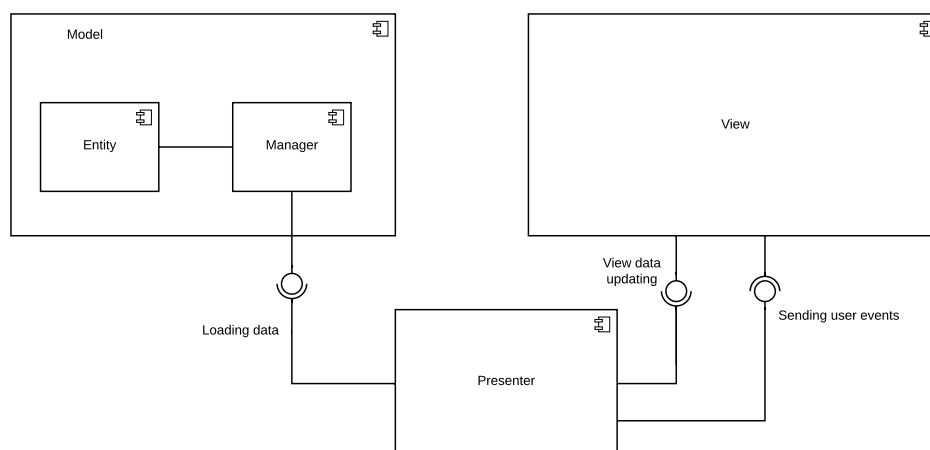 Model
Entity
Manager
View
View data
updating
Sending user events
Loading data
Presenter